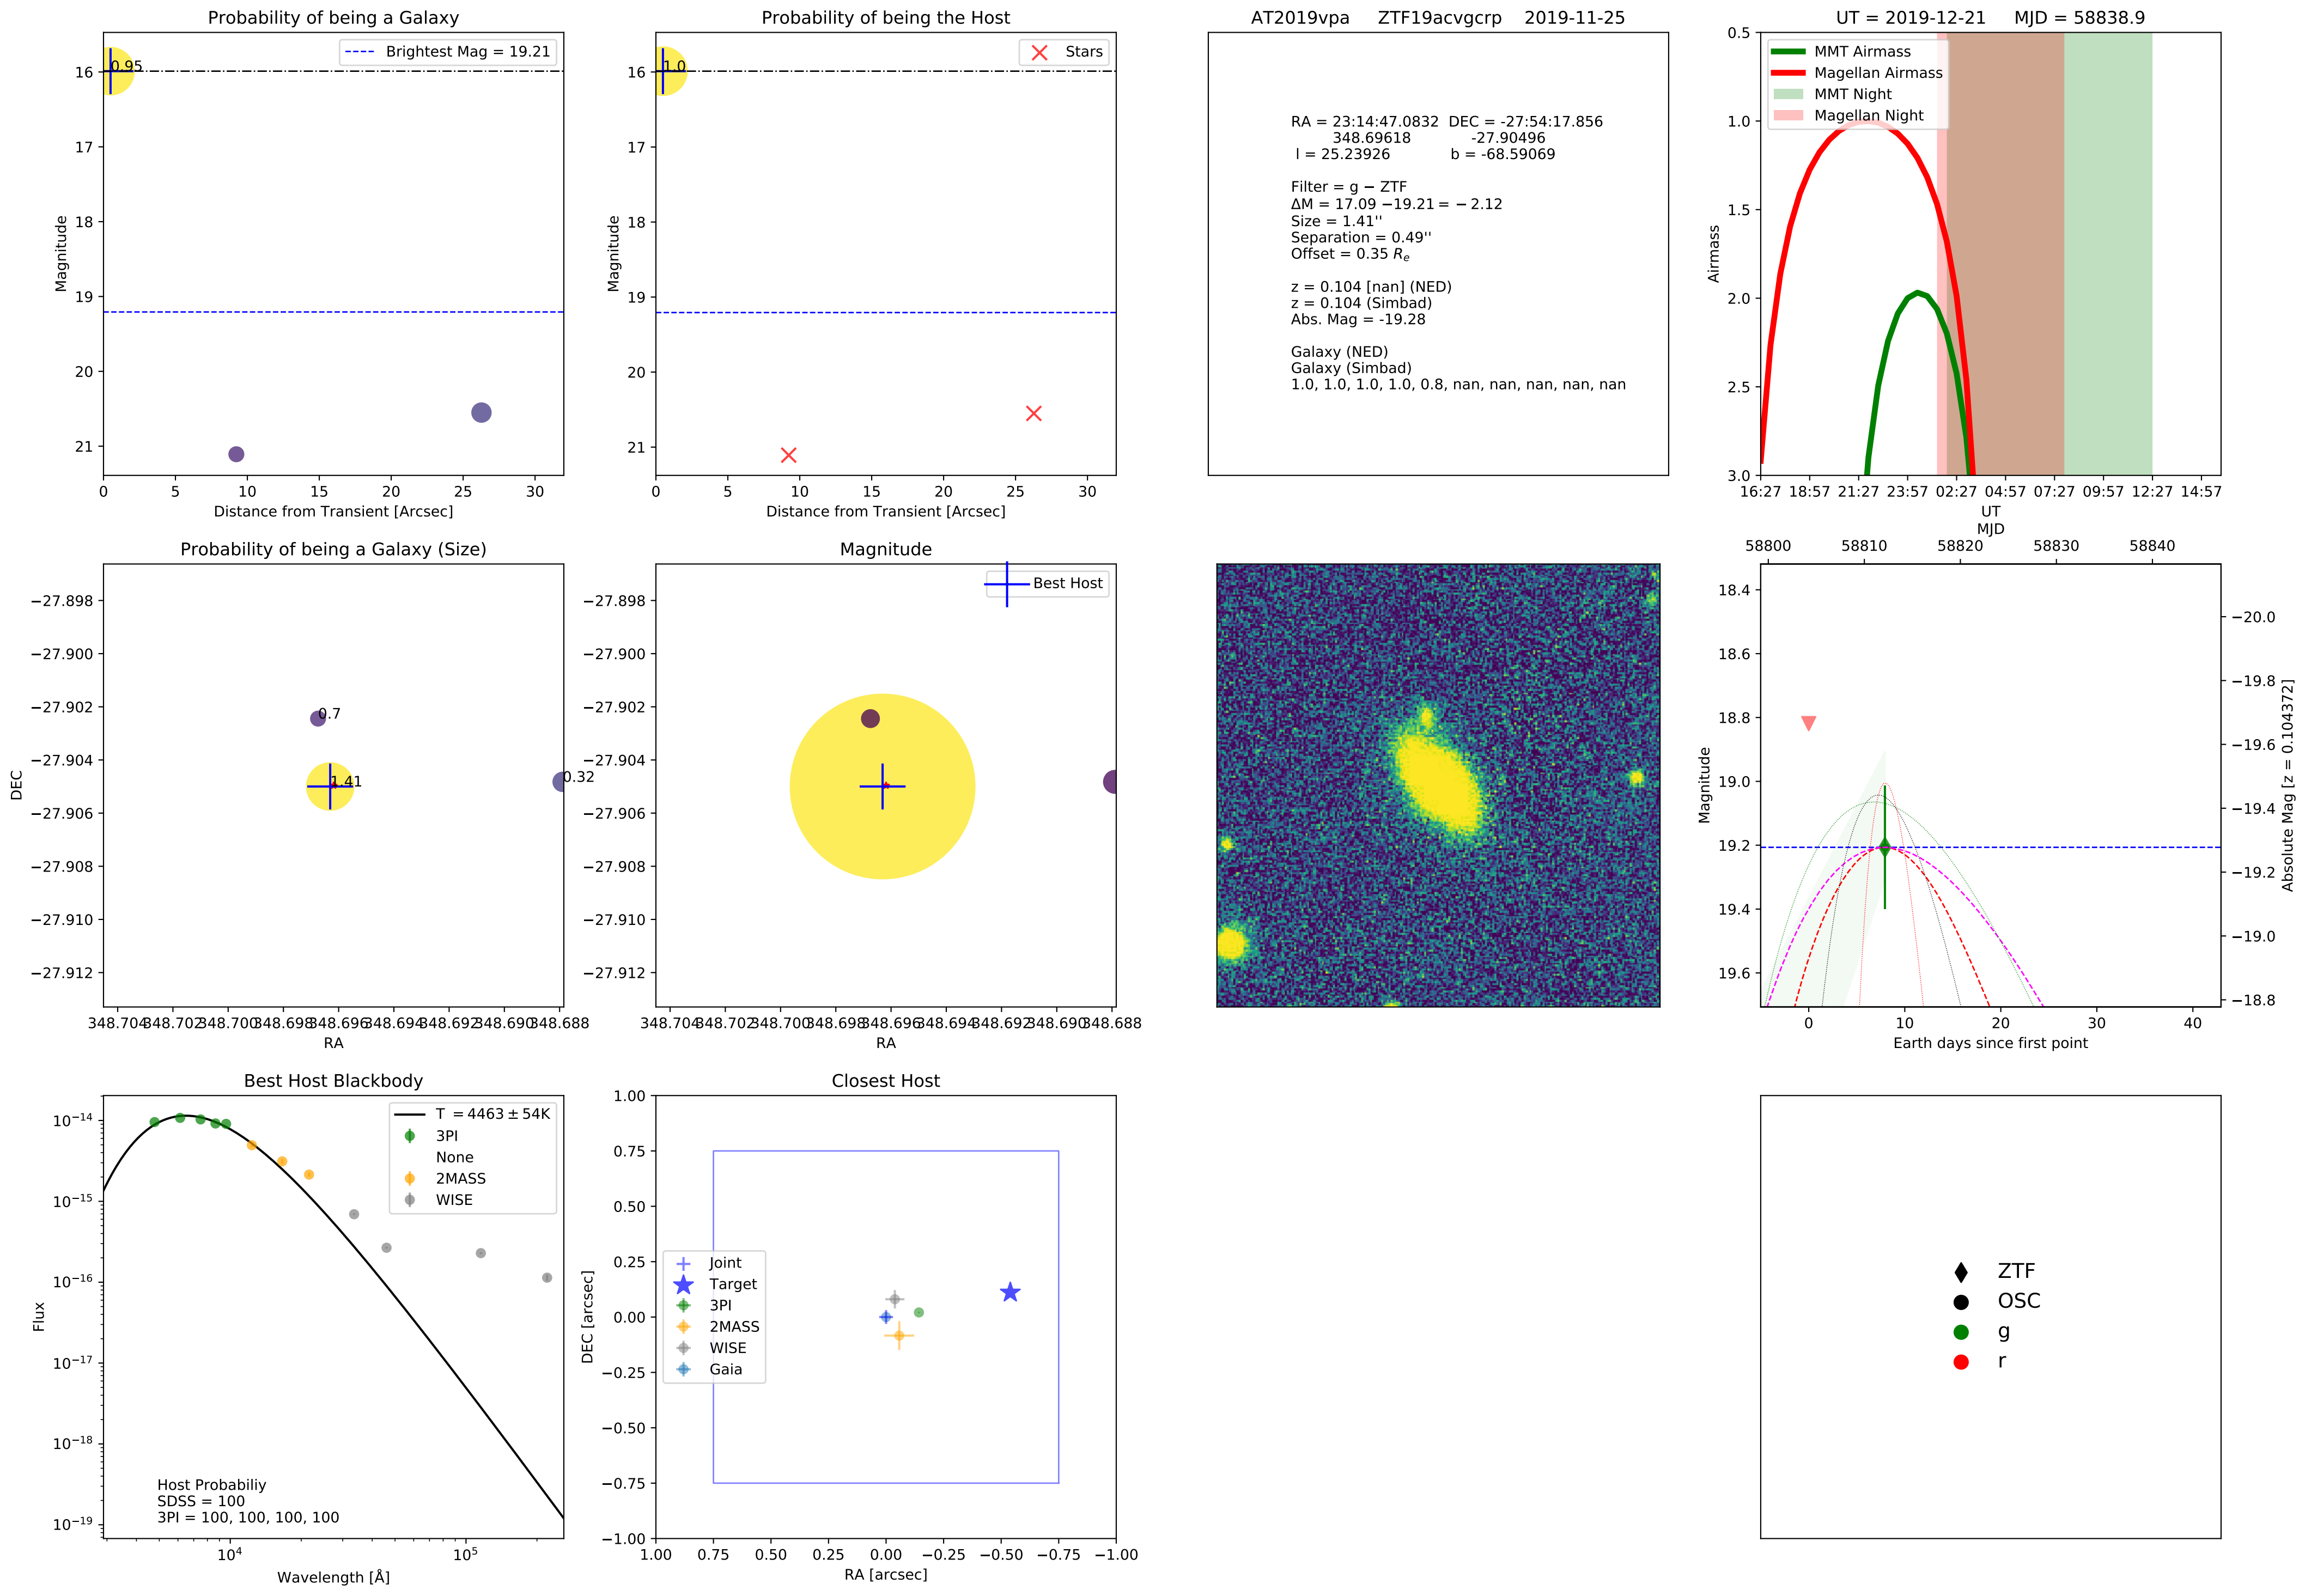 Probability of being a Galaxy
Brightest Mag = 19.21
0.95
16
17
18
19
20
21
Magnitude
0 5 10 15 20 25 30
Distance from Transient [Arcsec]
Probability of being the Host
Stars
1.0
16
17
18
19
20
21
Magnitude
0 5 10 15 20 25 30
Distance from Transient [Arcsec]
AT2019vpa ZTF19acvgcrp 2019-11-25
RA = 23:14:47.0832 DEC = -27:54:17.856
348.69618 -27.90496
l = 25.23926 b = -68.59069
Filter = g − ZTF
ΔM = 17.09 −19.21 = −2.12
Size = 1.41''
Separation = 0.49''
Offset = 0.35 Re
z = 0.104 [nan] (NED)
z = 0.104 (Simbad)
Abs. Mag = -19.28
Galaxy (NED)
Galaxy (Simbad)
1.0, 1.0, 1.0, 1.0, 0.8, nan, nan, nan, nan, nan
UT = 2019-12-21 MJD = 58838.9
MMT Airmass
Magellan Airmass
MMT Night
Magellan Night
0.5
1.0
1.5
2.0
2.5
3.0
Airmass
16:27 18:57 21:27 23:57 02:27 04:57 07:27 09:57 12:27 14:57
UT
Probability of being a Galaxy (Size)
−27.898
−27.900
−27.902
−27.904
−27.906
−27.908
−27.910
−27.912
DEC
0.7
1.41
0.32
348.704 348.702 348.700 348.698 348.696 348.694 348.692 348.690 348.688
RA
Magnitude
Best Host
−27.898
−27.900
−27.902
−27.904
−27.906
−27.908
−27.910
−27.912
348.704 348.702 348.700 348.698 348.696 348.694 348.692 348.690 348.688
RA
MJD
58800 58812 58820 58830 58840
18.4
18.6
18.8
19.0
19.2
19.4
19.6
Magnitude
−20.0
−19.8
−19.6
−19.4
−19.2
−19.0
−18.8
Absolute Mag [z = 0.104372]
0 10 20 30 40
Earth days since first point
Best Host Blackbody
T = 4463 ± 54K
3PI
None
2MASS
WISE
10−14
10−15
10−16
10−17
10−18
10−19
Flux
Host Probabiliy
SDSS = 100
3PI = 100, 100, 100, 100
104 105
Wavelength [Å]
Closest Host
1.00
0.75
0.50
0.25
0.00
−0.25
−0.50
−0.75
−1.00
DEC [arcsec]
Joint
Target
3PI
2MASS
WISE
Gaia
1.00 0.75 0.50 0.25 0.00 −0.25 −0.50 −0.75 −1.00
RA [arcsec]
ZTF
OSC
g
r